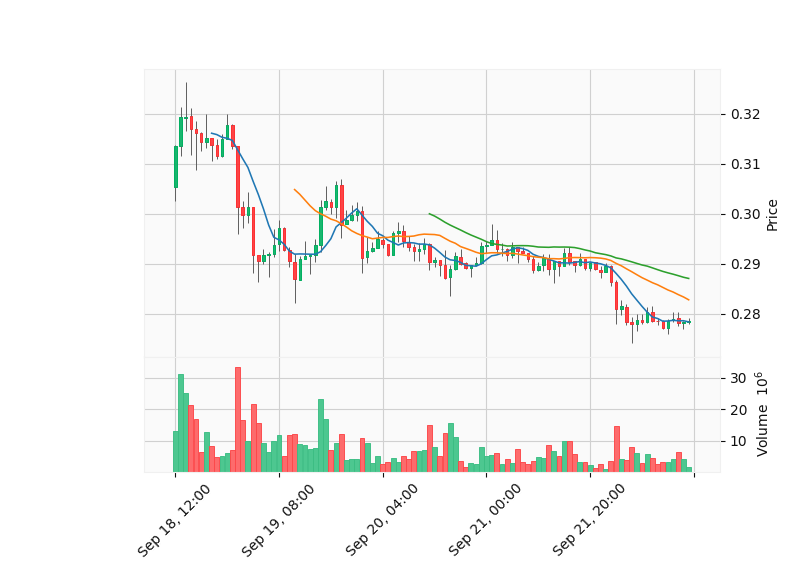 0.32
0.31
0.30
0.29
0.28
Price
30
20
10
Volume 10^6
Sep 18, 12:00
Sep 19, 08:00
Sep 20, 04:00
Sep 21, 00:00
Sep 21, 20:00